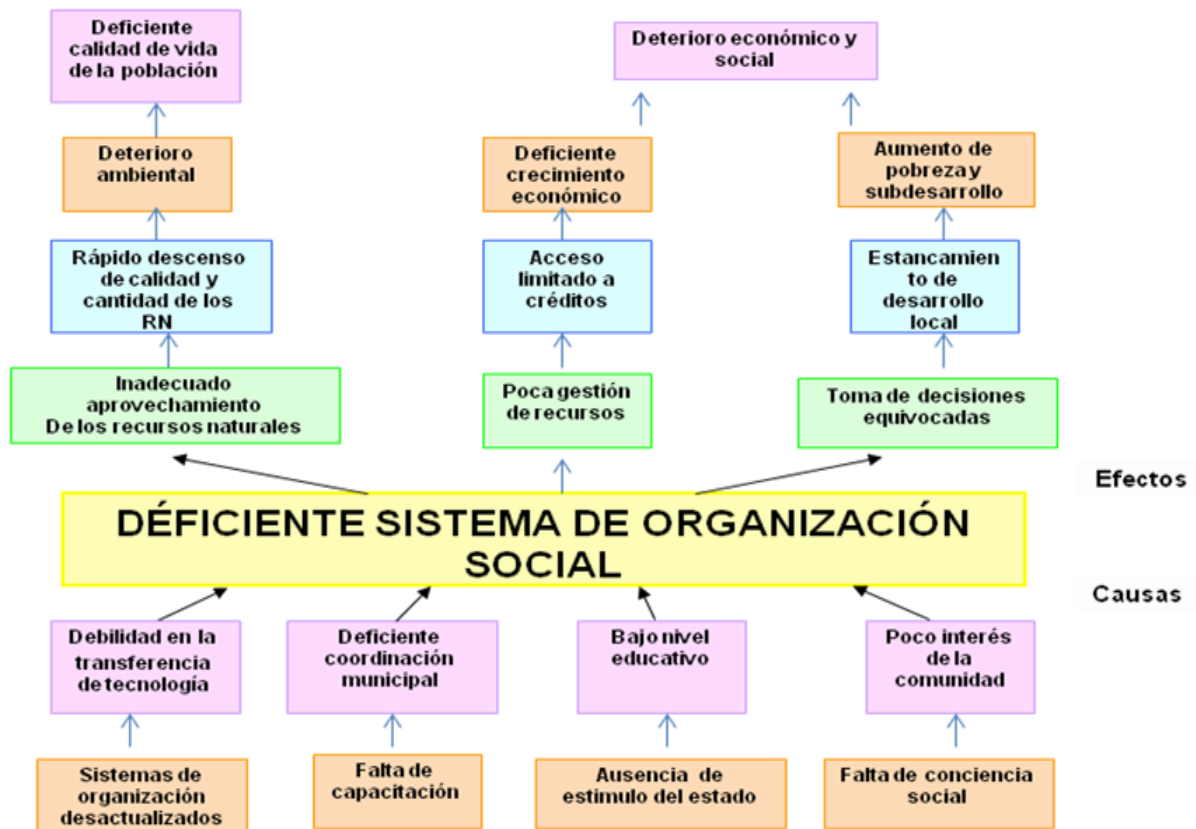 Deficiente
calidad de vida
de la población
Deterioro económico y
social
Deterioro
ambiental
Deficiente
crecimiento
económico
Aumento de
pobreza y
subdesarrollo
Rápido descenso
de calidad y
cantidad de los
RN
Acceso
limitado a
créditos
Estancamien
to de
desarrollo
local
Inadecuado
aprovechamiento
De los recursos naturales
Poca gestión
de recursos
Toma de decisiones
equivocadas
Efectos
DÉFICIENTE SISTEMA DE ORGANIZACIÓN
SOCIAL
Causas
Debilidad en la
transferencia
de tecnología
Deficiente
coordinación
municipal
Bajo nivel
educativo
Poco interés
de la
comunidad
Sistemas de
organización
desactualizados
Falta de
capacitación
Ausencia de
estimulo del estado
Falta de conciencia
social